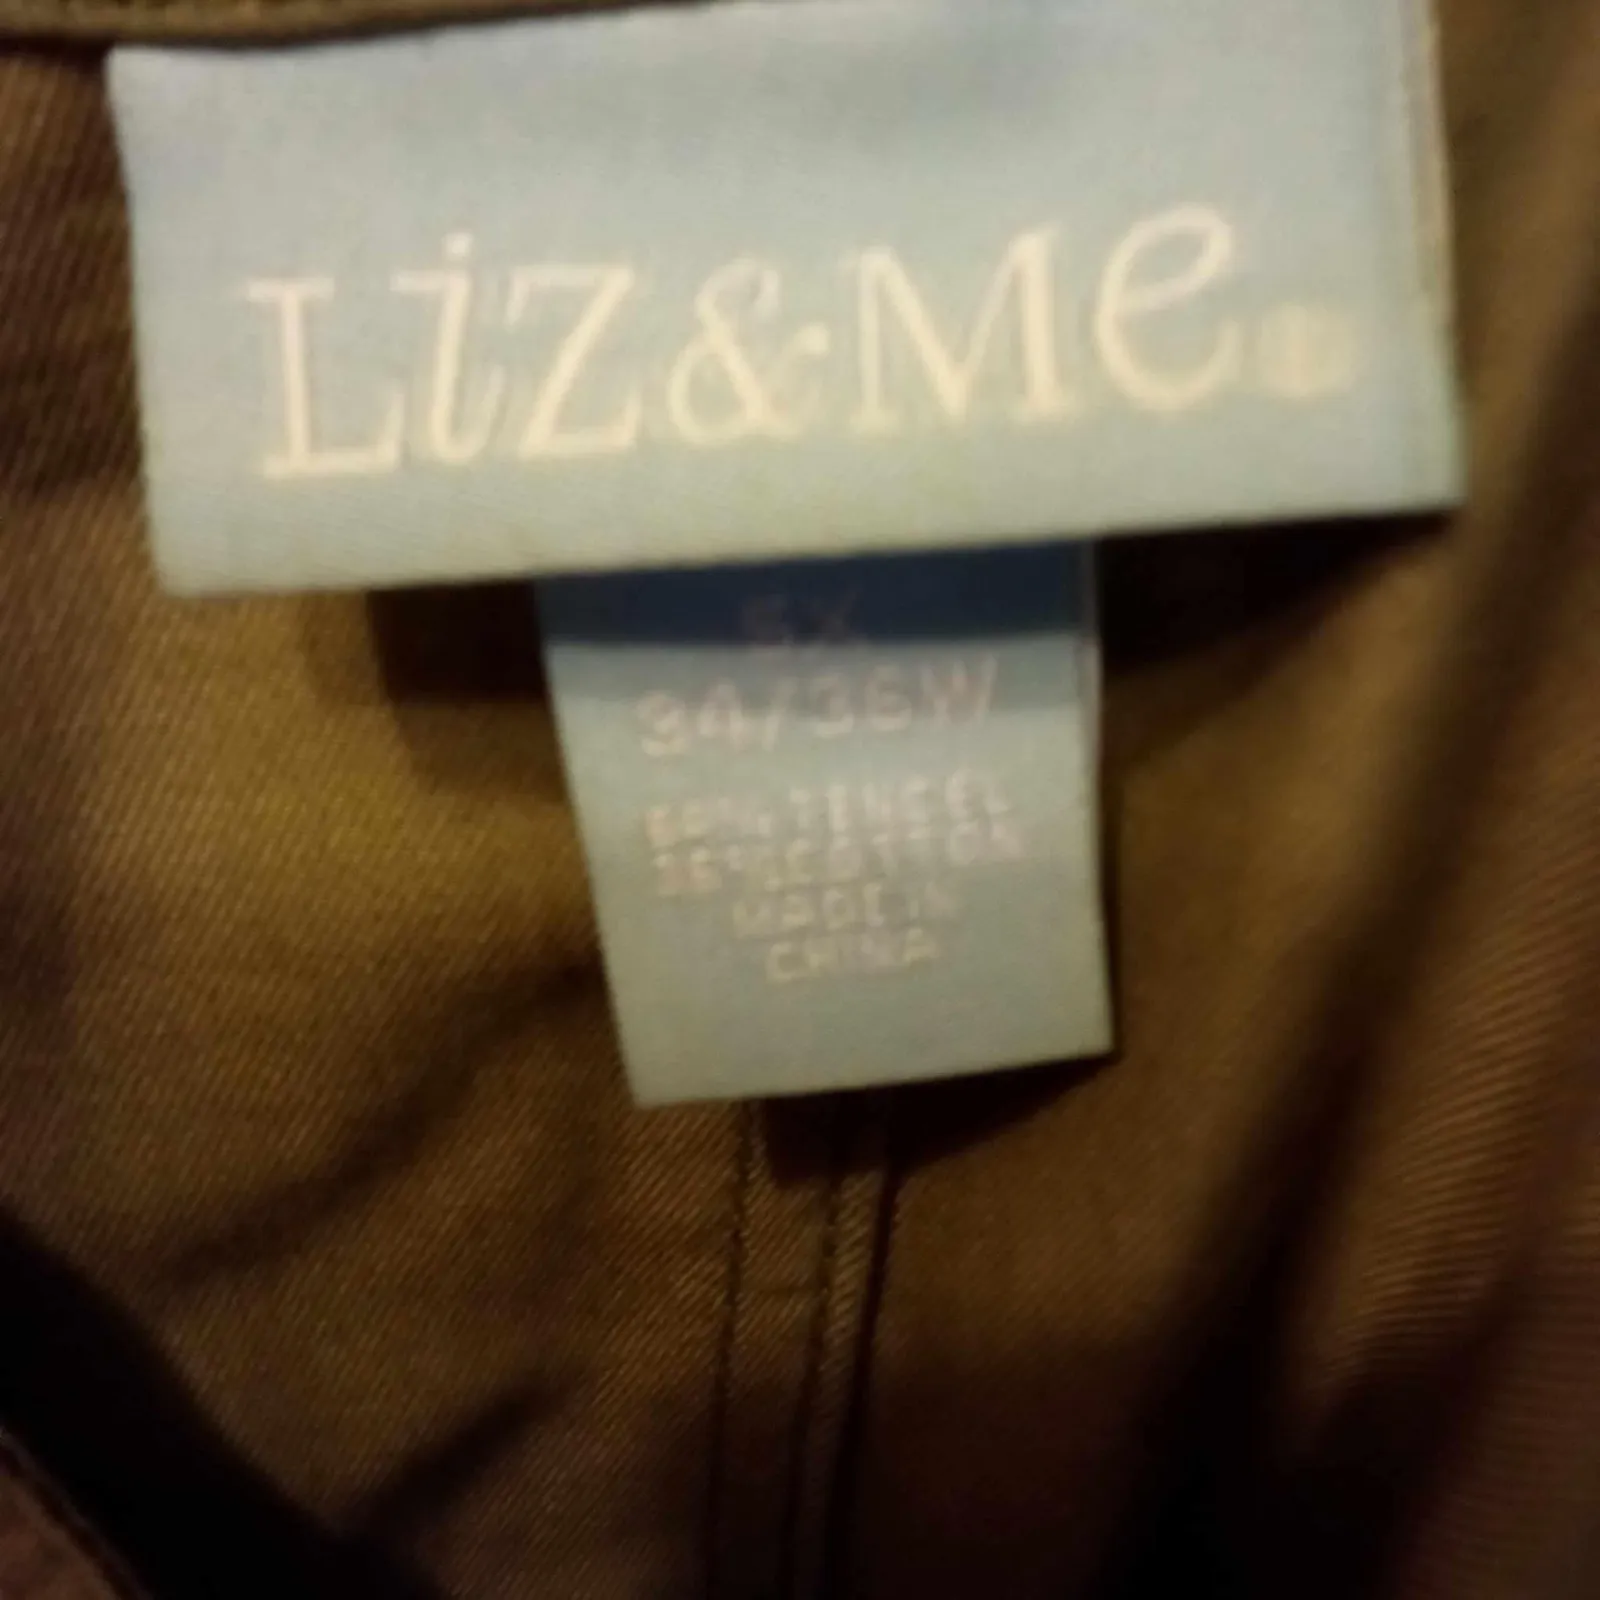 Liz&Me®
5X
34/36W
COTTON
TENCEL
MADE IN
CHINA